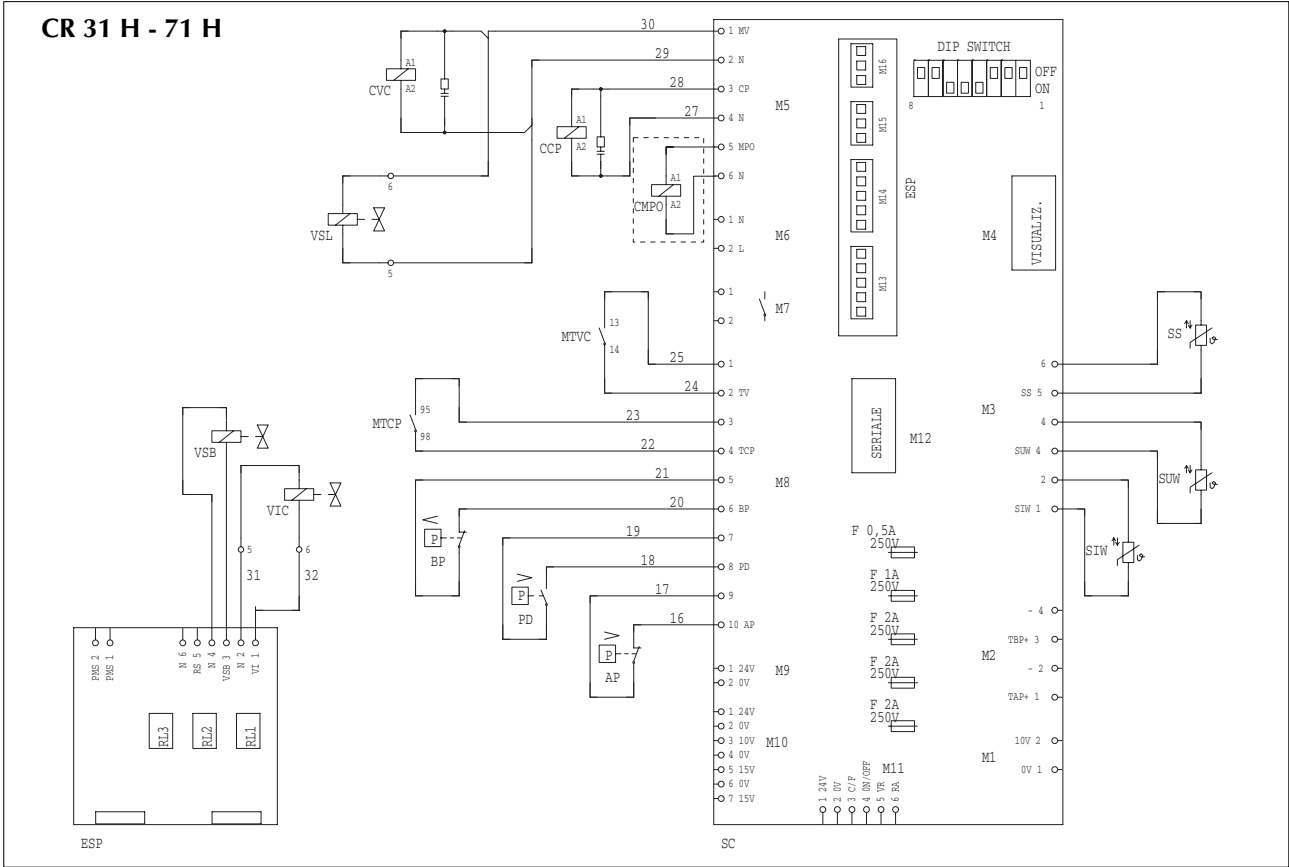 CR 31 H - 71 H
30
1 MV
29
2 N
28
3 CP
27
4 N
5 MPO
6 N
M5
A1
A2
CVC
A1
A2
CCP
A1
A2
CMPO
6
VSL
5
1 N
2 L
M6
1
2
M7
13
14
MTVC
25
1
24
2 TV
95
98
MTCP
23
3
22
4 TCP
21
5
M8
20
6 BP
19
7
18
8 PD
17
9
16
10 AP
P
BP
P
PD
P
AP
1 24V
2 0V
M9
1 24V
2 0V
3 10V
4 0V
5 15V
6 0V
7 15V
M10
M11
1 24V
2 0V
3 C/F
4 ON/OFF
5 VR
6 RA
SC
M16
M15
M14
M13
ESP
DIP SWITCH
OFF
ON
8
1
M4
VISUALIZ.
SERIALE
M12
F 0,5A
250V
F 1A
250V
F 2A
250V
F 2A
250V
F 2A
250V
6
SS 5
M3
4
SUW 4
2
SIW 1
SS
ϑ
SUW
ϑ
SIW
ϑ
- 4
TBP+ 3
M2
- 2
TAP+ 1
10V 2
M1
0V 1
VSB
VIC
5
6
31
32
PMS 2
PMS 1
N 6
RS 5
N 4
VSB 3
N 2
VI 1
RL3
RL2
RL1
ESP